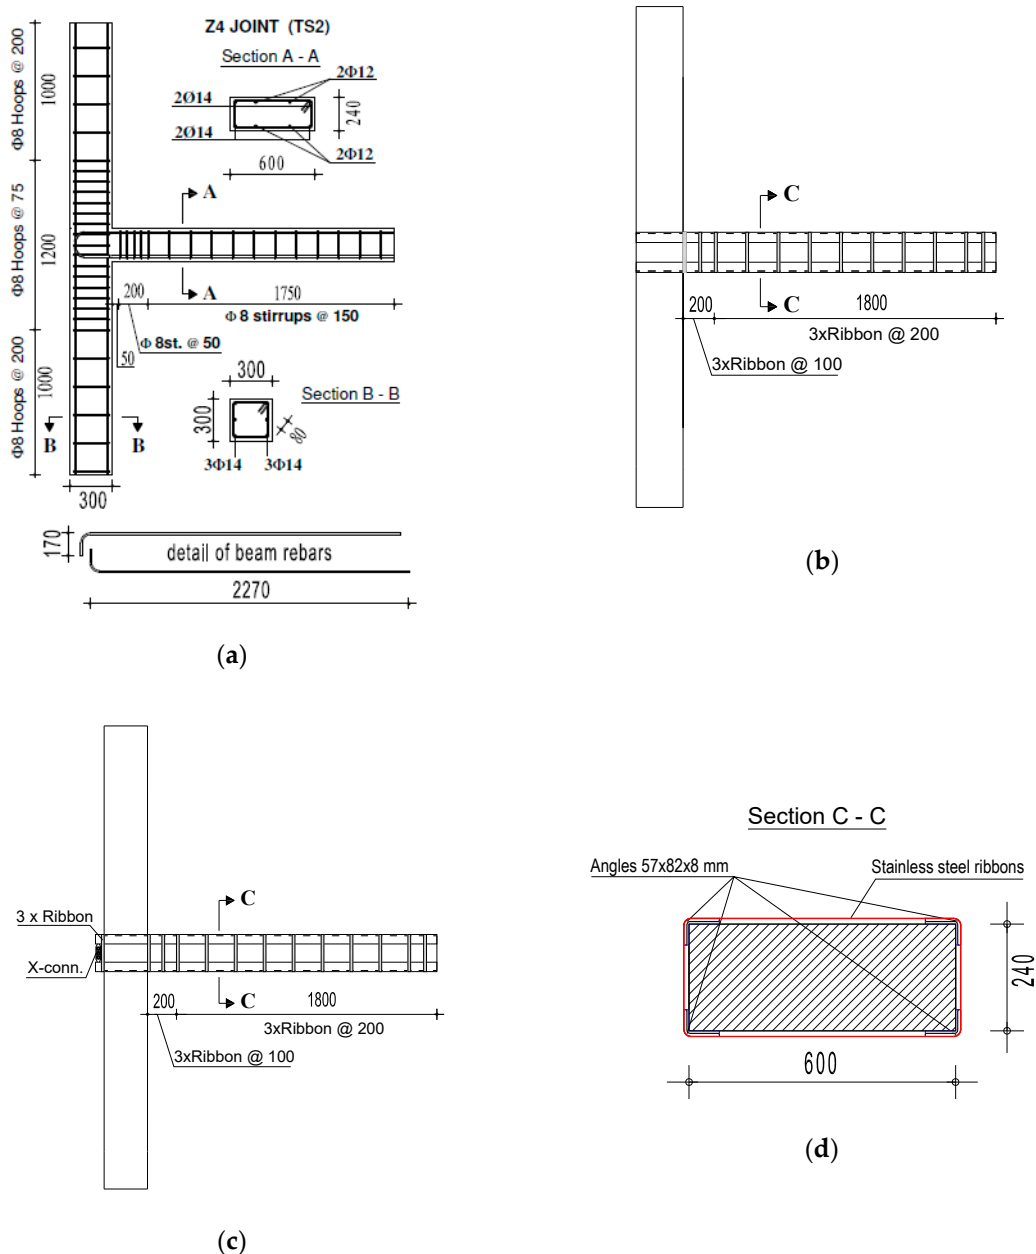 Z4 JOINT (TS2)
Section A - A
2Φ12
2Ø14
2Ø14
240
2Φ12
600
Φ8 Hoops @ 200
1000
Φ8 Hoops @ 75
1200
Φ8 Hoops @ 200
1000
A
A
200
1750
Φ 8 stirrups @ 150
Φ 8st. @ 50
50
300
Section B - B
300
80
3Φ14
3Φ14
B
B
300
170
detail of beam rebars
2270
(a)
C
C
200
1800
3xRibbon @ 200
3xRibbon @ 100
(b)
3 x Ribbon
X-conn.
C
C
200
1800
3xRibbon @ 200
3xRibbon @ 100
(c)
Section C - C
Angles 57x82x8 mm
Stainless steel ribbons
240
600
(d)